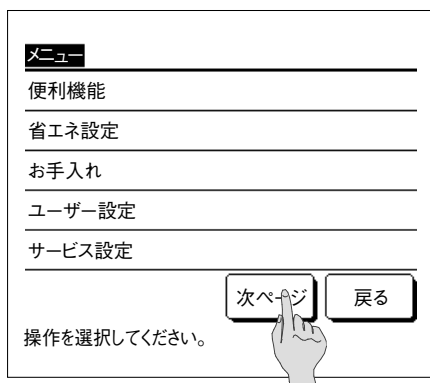 メニュー
便利機能
省エネ設定
お手入れ
ユーザー設定
サービス設定
次ページ 戻る
操作を選択してください。